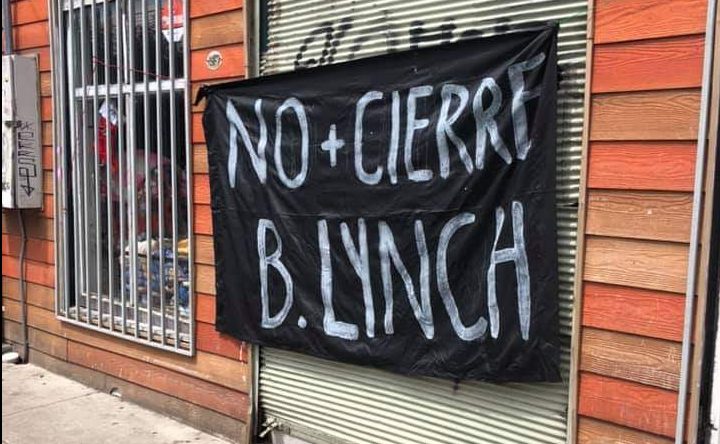 NO + CIERRE
B. LYNCH